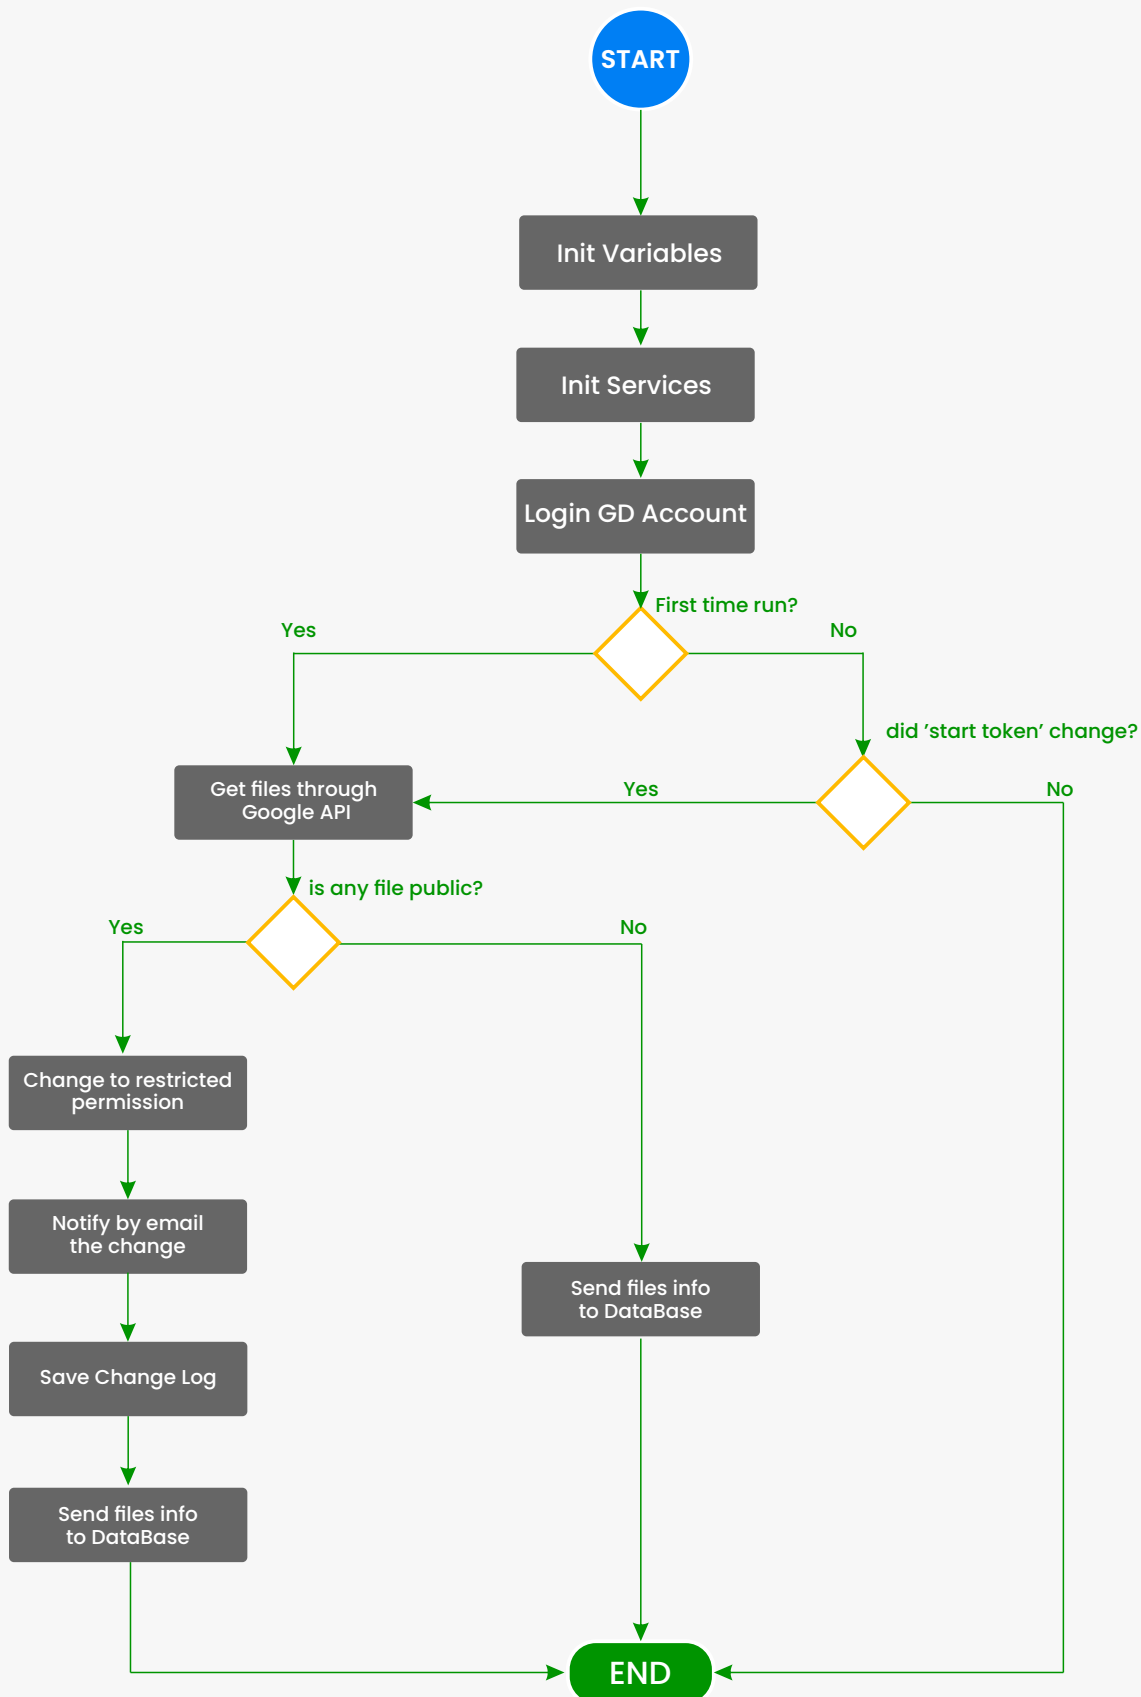 START
Init Variables
Init Services
Login GD Account
First time run?
Yes
No
did ’start token’ change?
Get files through
Google API
Yes
No
is any file public?
Yes
No
Change to restricted
permission
Notify by email
the change
Send files info
to DataBase
Save Change Log
Send files info
to DataBase
END